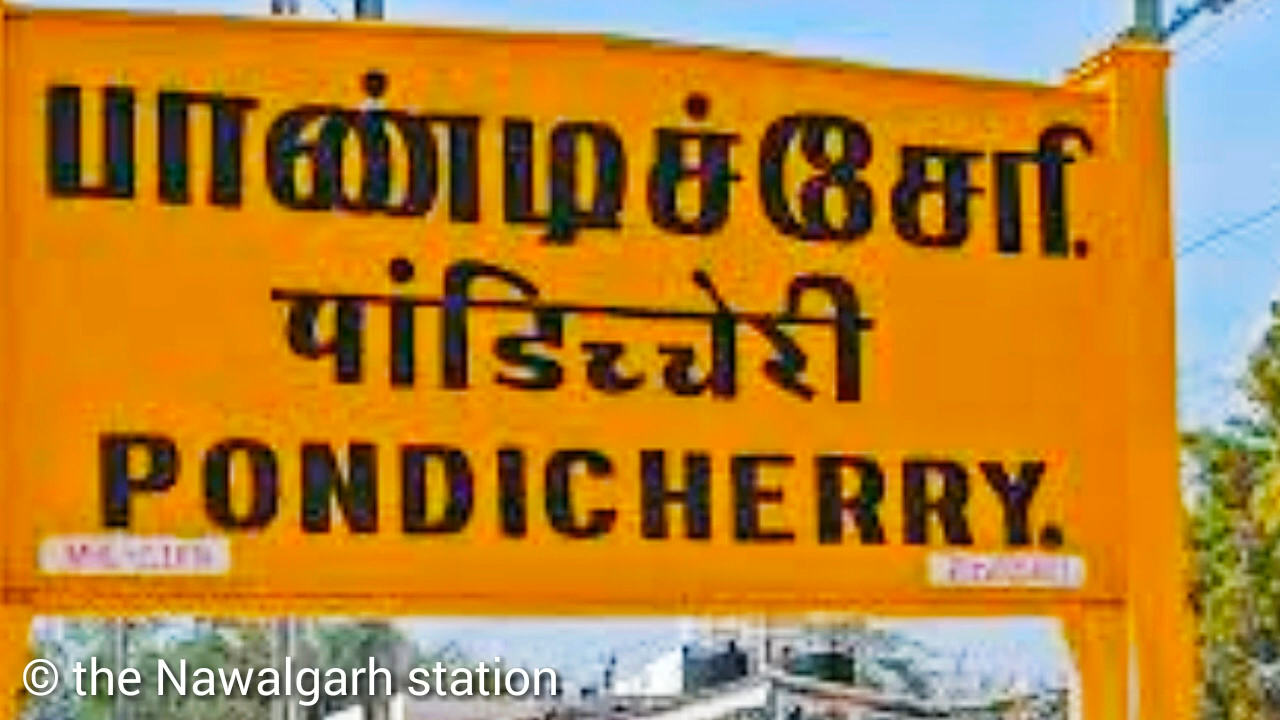 பாண்டிச்சேரி.
पांडिच्चेरी
PONDICHERRY.
© the Nawalgarh station